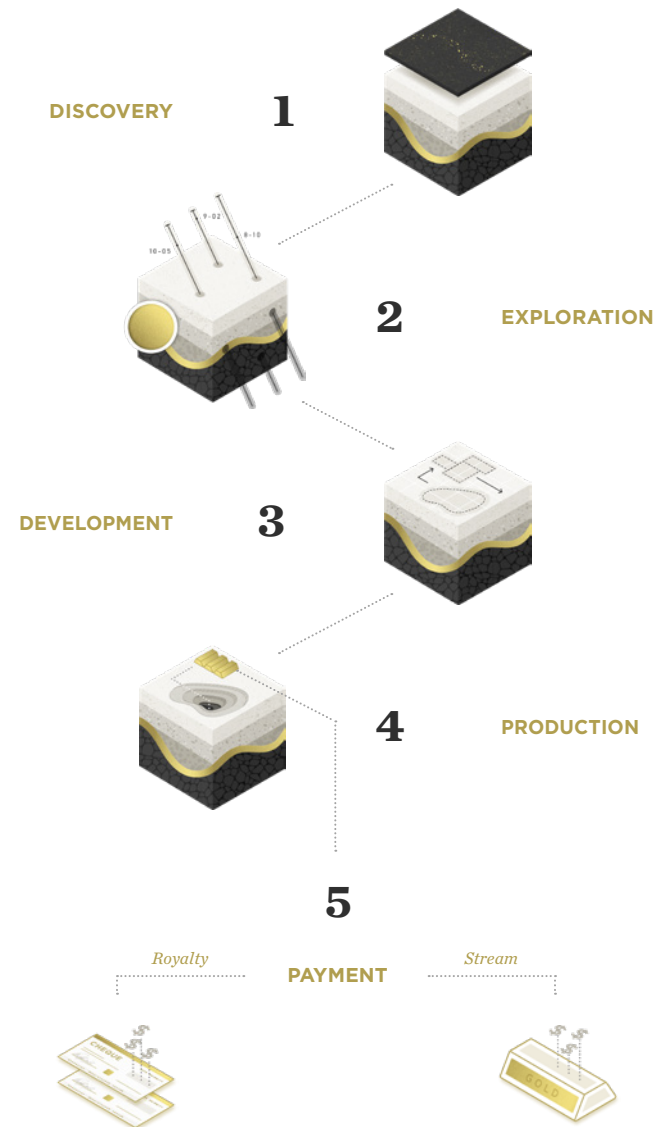 DISCOVERY
1
10-05
9-02
8-10
2
EXPLORATION
DEVELOPMENT
3
4
PRODUCTION
5
Royalty
PAYMENT
Stream
$
$
$
CHEQUE
$
$
$
GOLD